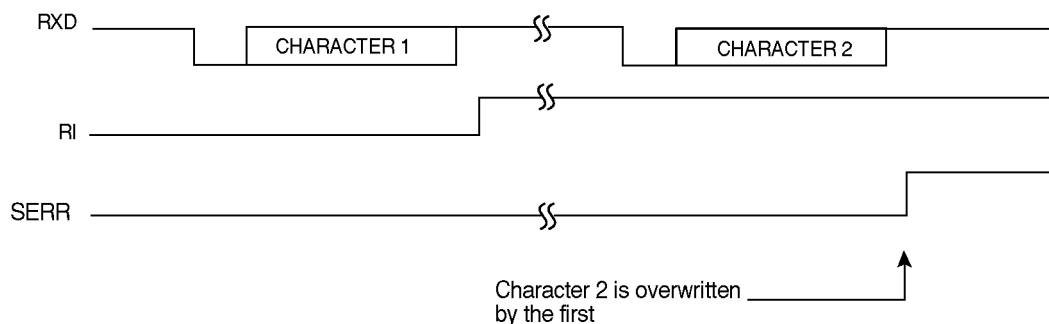 RXD
CHARACTER 1
CHARACTER 2
RI
SERR
Character 2 is overwritten
by the first